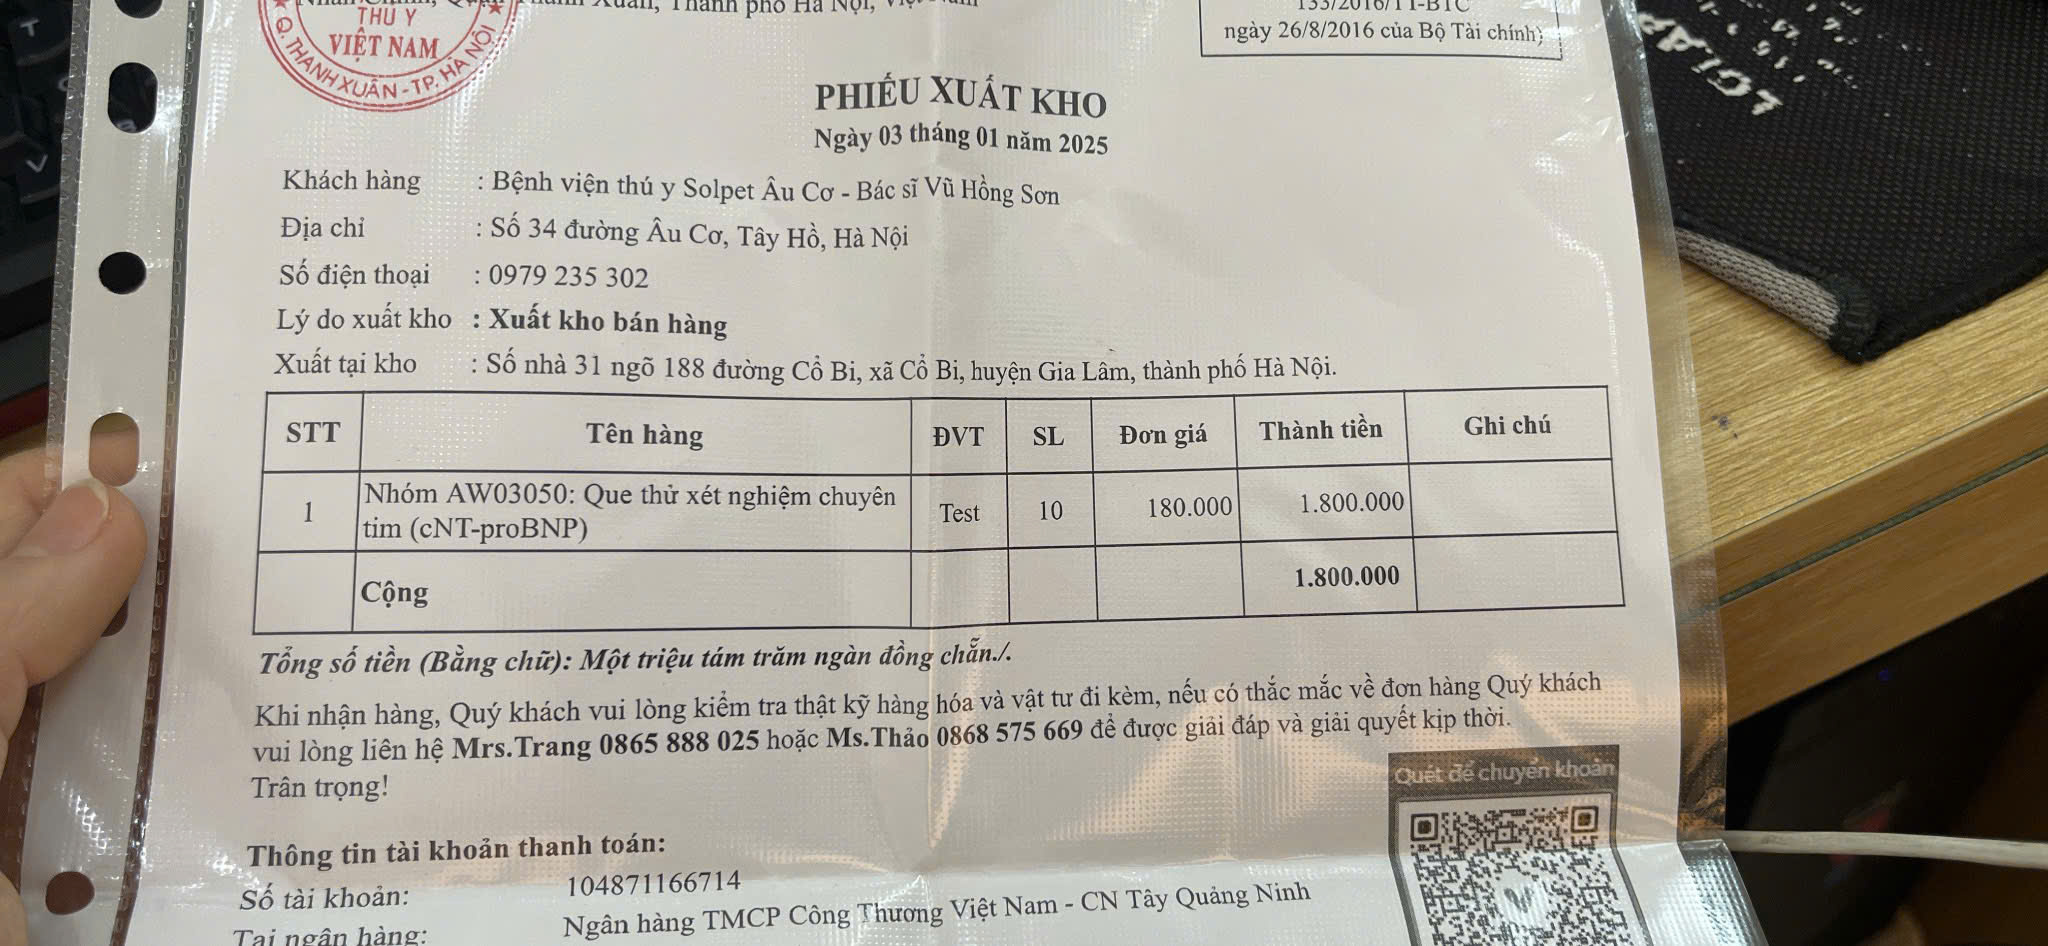 Thành phố Hà Nội, Việt Nam
133/2016/TT-BTC
ngày 26/8/2016 của Bộ Tài chính)
THÚ Y
VIỆT NAM
Q. THANH XUÂN - TP. HÀ NỘI
PHIẾU XUẤT KHO
Ngày 03 tháng 01 năm 2025
Khách hàng : Bệnh viện thú y Solpet Âu Cơ - Bác sĩ Vũ Hồng Sơn
Địa chỉ : Số 34 đường Âu Cơ, Tây Hồ, Hà Nội
Số điện thoại : 0979 235 302
Lý do xuất kho : Xuất kho bán hàng
Xuất tại kho : Số nhà 31 ngõ 188 đường Cổ Bi, xã Cổ Bi, huyện Gia Lâm, thành phố Hà Nội.
STT Tên hàng ĐVT SL Đơn giá Thành tiền Ghi chú
1 Nhóm AW03050: Que thử xét nghiệm chuyên tim (cNT-proBNP) Test 10 180.000 1.800.000
Cộng 1.800.000
Tổng số tiền (Bằng chữ): Một triệu tám trăm ngàn đồng chẵn./.
Khi nhận hàng, Quý khách vui lòng kiểm tra thật kỹ hàng hóa và vật tư đi kèm, nếu có thắc mắc về đơn hàng Quý khách
vui lòng liên hệ Mrs.Trang 0865 888 025 hoặc Ms.Thảo 0868 575 669 để được giải đáp và giải quyết kịp thời.
Trân trọng!
Quét để chuyển khoản
Thông tin tài khoản thanh toán:
Số tài khoản: 104871166714
Tại ngân hàng: Ngân hàng TMCP Công Thương Việt Nam - CN Tây Quảng Ninh